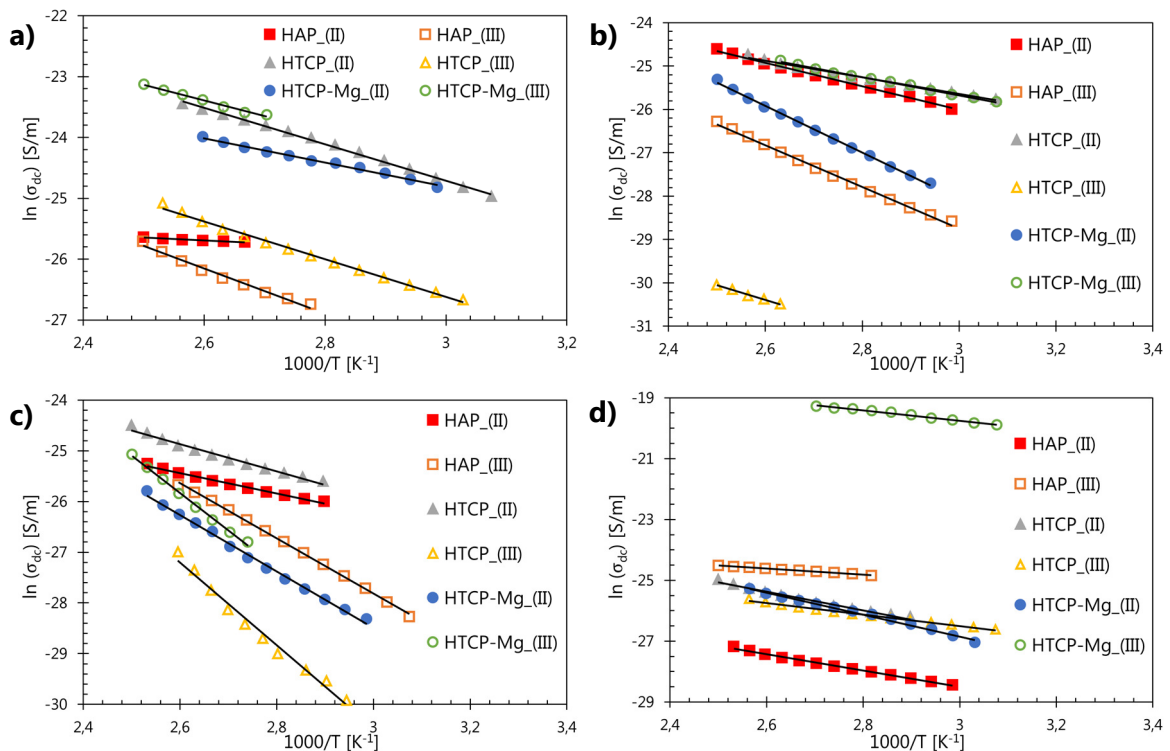 a)
ln (σdc) [S/m]
-22
-23
-24
-25
-26
-27
2,4
2,6
2,8
3
3,2
1000/T [K-1]
HAP_(II)
HAP_(III)
HTCP_(II)
HTCP_(III)
HTCP-Mg_(II)
HTCP-Mg_(III)
b)
ln (σdc) [S/m]
-24
-25
-26
-27
-28
-29
-30
-31
2,4
2,6
2,8
3
3,2
3,4
1000/T [K-1]
HAP_(II)
HAP_(III)
HTCP_(II)
HTCP_(III)
HTCP-Mg_(II)
HTCP-Mg_(III)
c)
ln (σdc) [S/m]
-24
-25
-26
-27
-28
-29
-30
2,4
2,6
2,8
3
3,2
3,4
1000/T [K-1]
HAP_(II)
HAP_(III)
HTCP_(II)
HTCP_(III)
HTCP-Mg_(II)
HTCP-Mg_(III)
d)
ln (σdc) [S/m]
-19
-21
-23
-25
-27
-29
2,4
2,6
2,8
3
3,2
3,4
1000/T [K-1]
HAP_(II)
HAP_(III)
HTCP_(II)
HTCP_(III)
HTCP-Mg_(II)
HTCP-Mg_(III)